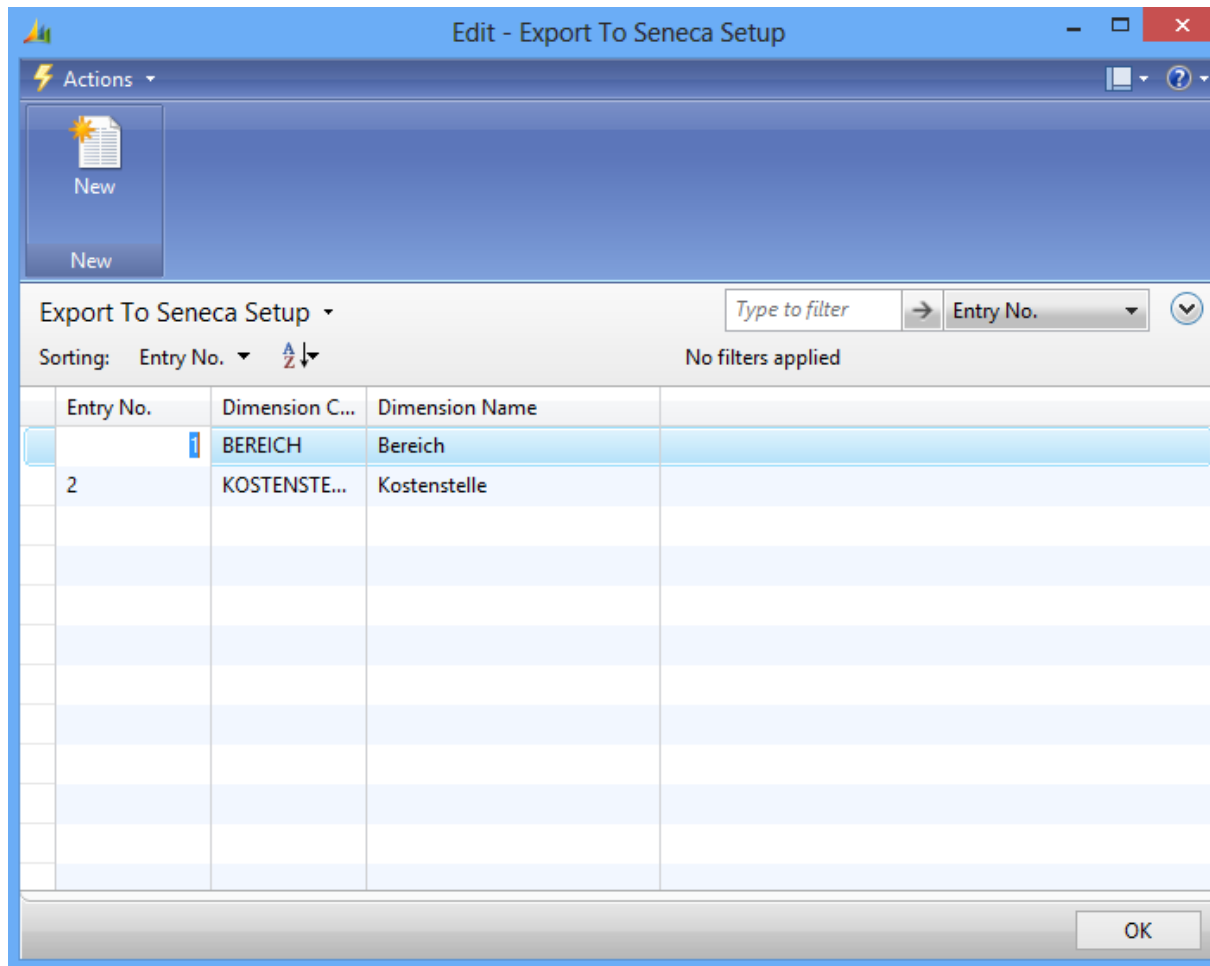 Edit - Export To Seneca Setup
Actions
New
New
Export To Seneca Setup
Type to filter
Entry No.
Sorting: Entry No.
No filters applied
Entry No. Dimension C... Dimension Name
1 BEREICH Bereich
2 KOSTENSTE... Kostenstelle
OK